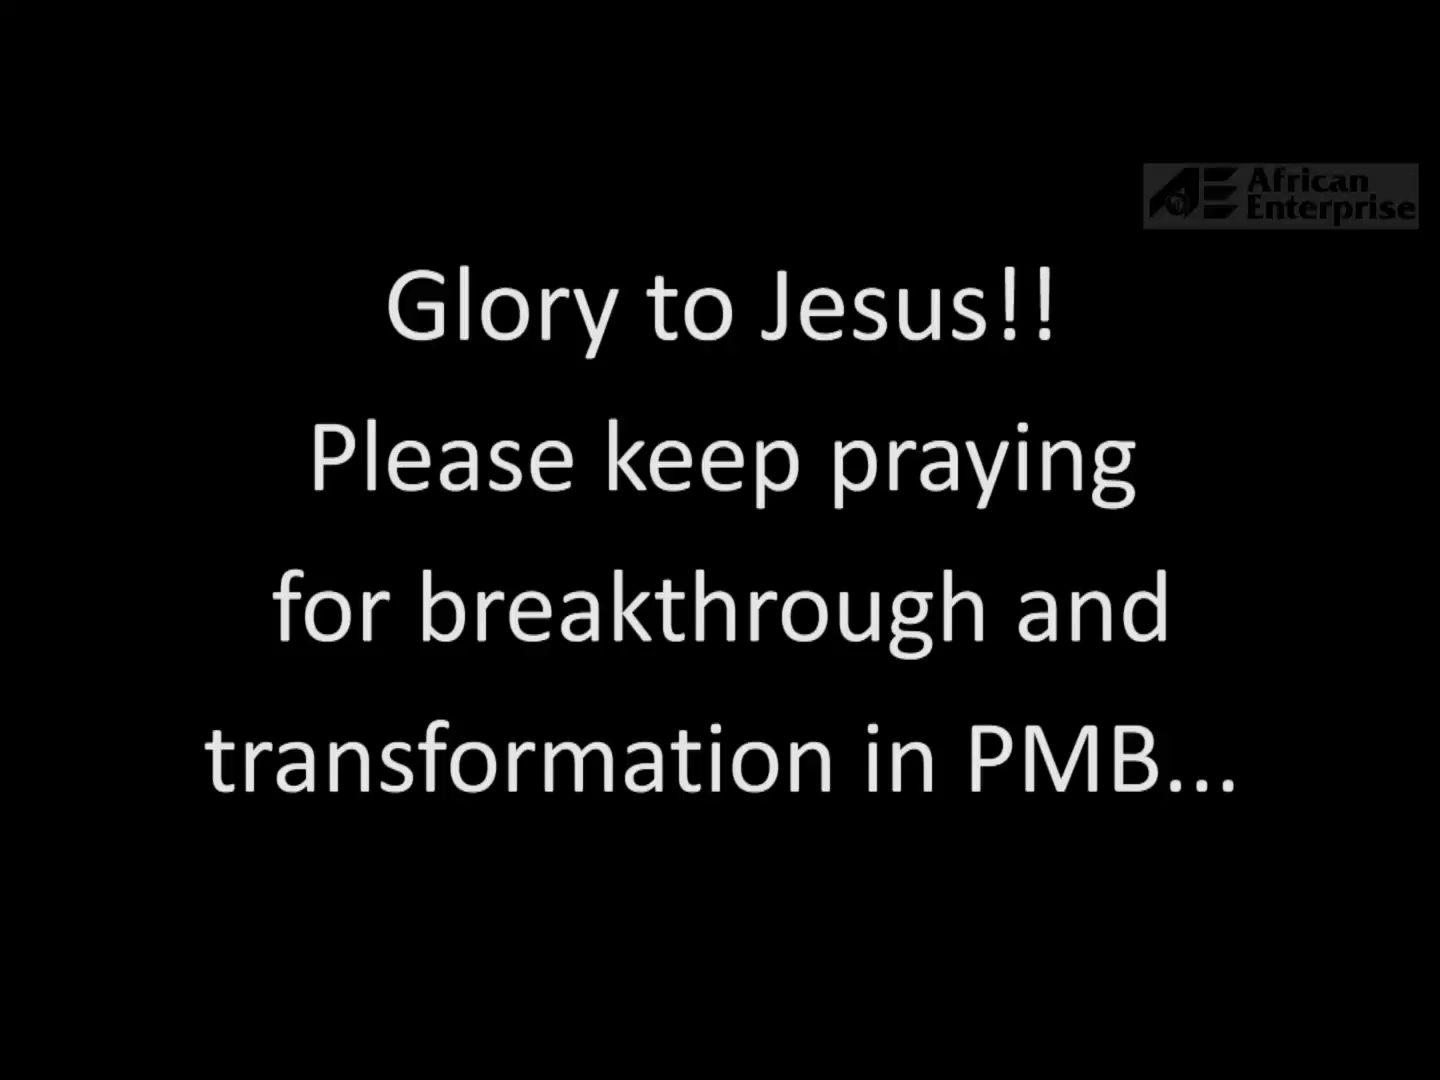 African
Enterprise
Glory to Jesus!!
Please keep praying
for breakthrough and
transformation in PMB...